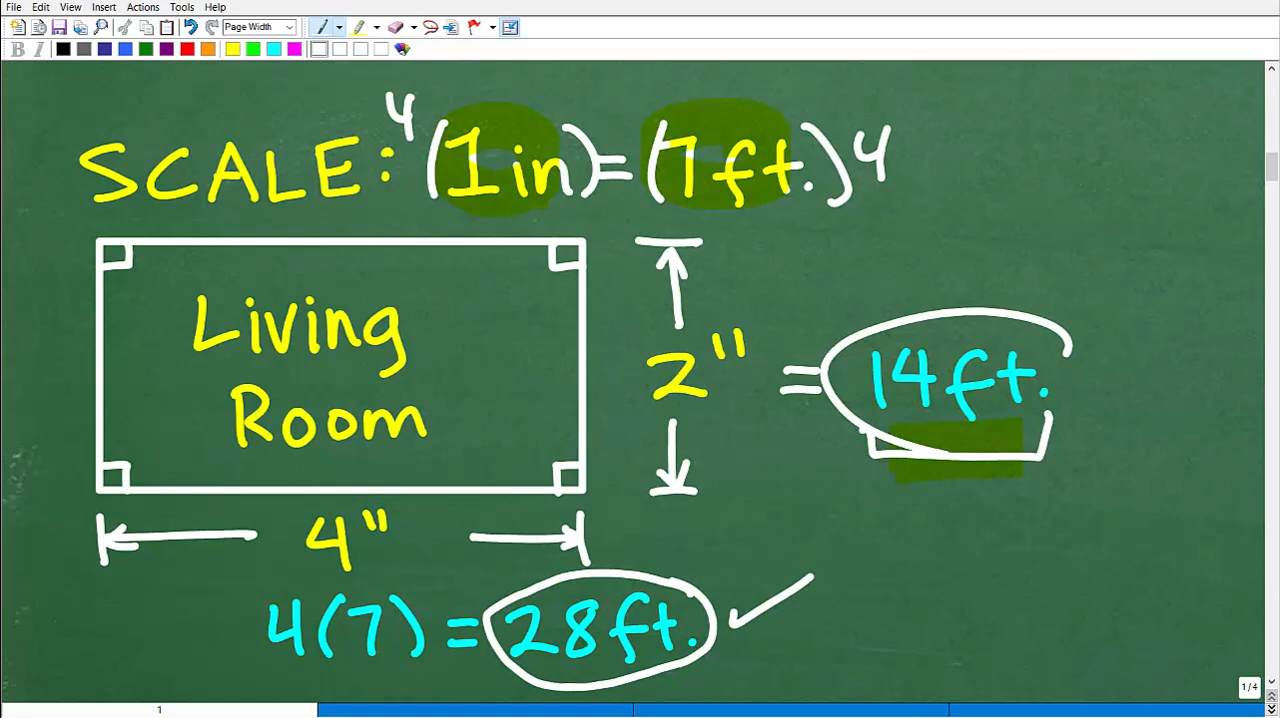 File Edit View Insert Actions Tools Help
Page Width
B I
SCALE: 4 (1 in) = (7 ft.) 4
Living
Room
2" = 14 ft.
4"
4(7) = 28 ft.
1/4
1